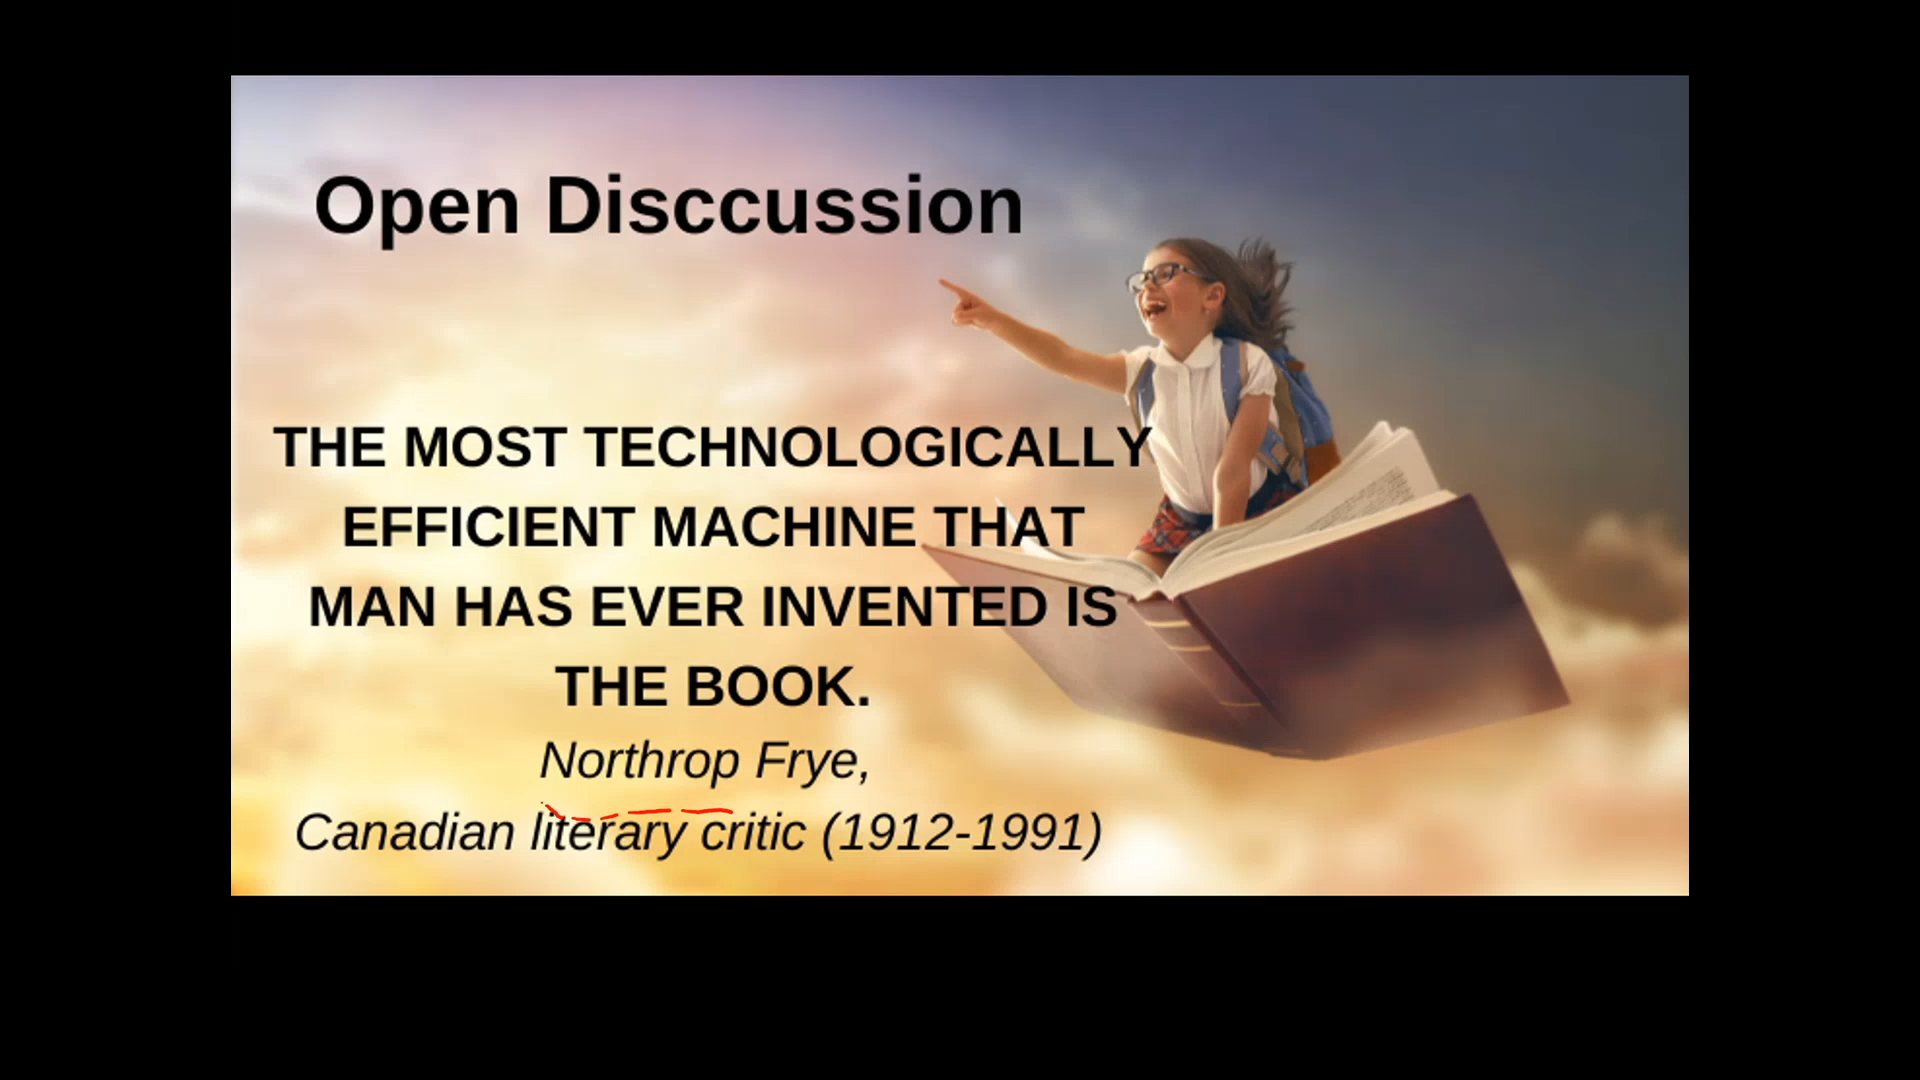 Open Disccussion
THE MOST TECHNOLOGICALLY
EFFICIENT MACHINE THAT
MAN HAS EVER INVENTED IS
THE BOOK.
Northrop Frye,
Canadian literary critic (1912-1991)